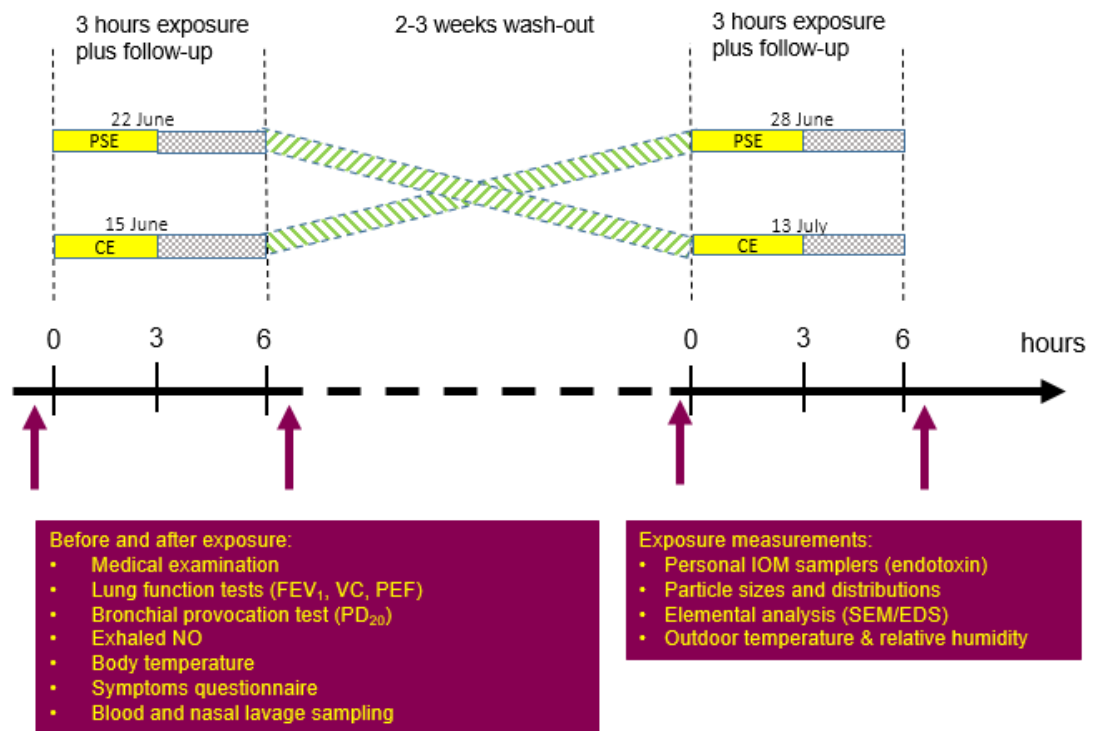 3 hours exposure
plus follow-up
2-3 weeks wash-out
3 hours exposure
plus follow-up
22 June
PSE
28 June
PSE
15 June
CE
13 July
CE
0 3 6 0 3 6 hours
Before and after exposure:
• Medical examination
• Lung function tests (FEV₁, VC, PEF)
• Bronchial provocation test (PD₂₀)
• Exhaled NO
• Body temperature
• Symptoms questionnaire
• Blood and nasal lavage sampling
Exposure measurements:
• Personal IOM samplers (endotoxin)
• Particle sizes and distributions
• Elemental analysis (SEM/EDS)
• Outdoor temperature & relative humidity